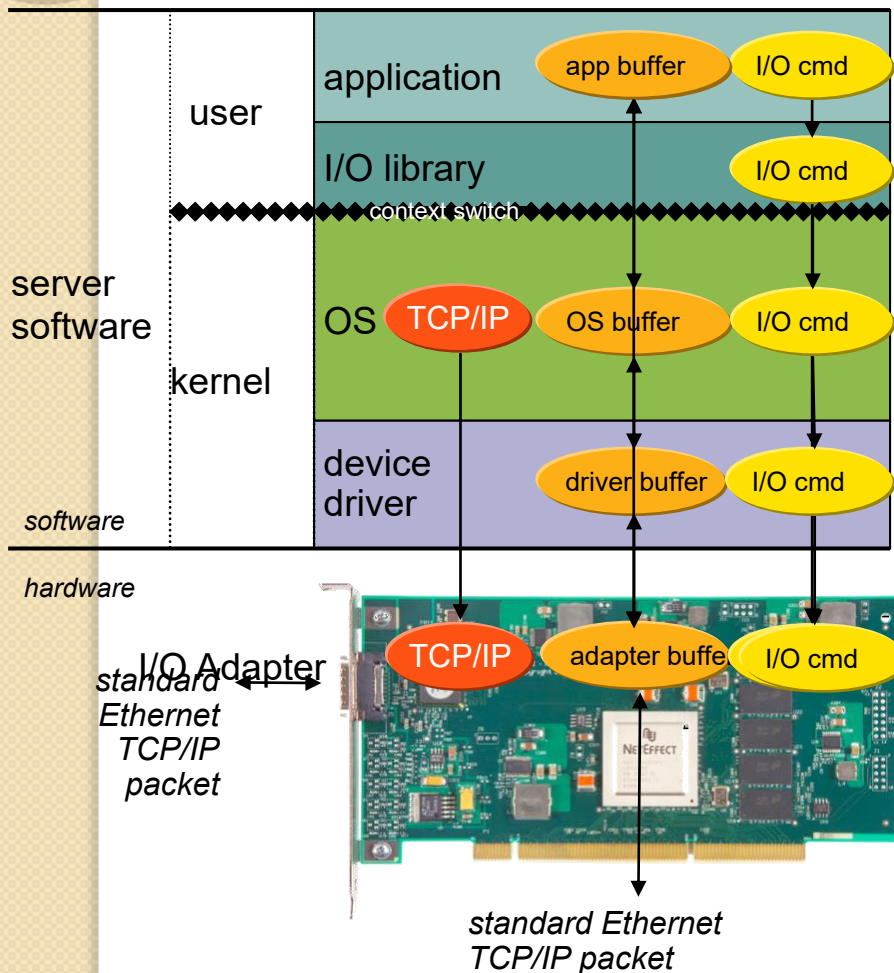 application
app buffer
I/O cmd
user
I/O library
I/O cmd
context switch
server
software
OS
TCP/IP
OS buffer
I/O cmd
kernel
device
driver
driver buffer
I/O cmd
software
hardware
I/O Adapter
TCP/IP
adapter buffe
I/O cmd
standard
Ethernet
TCP/IP
packet
NETEFFECT
standard Ethernet
TCP/IP packet